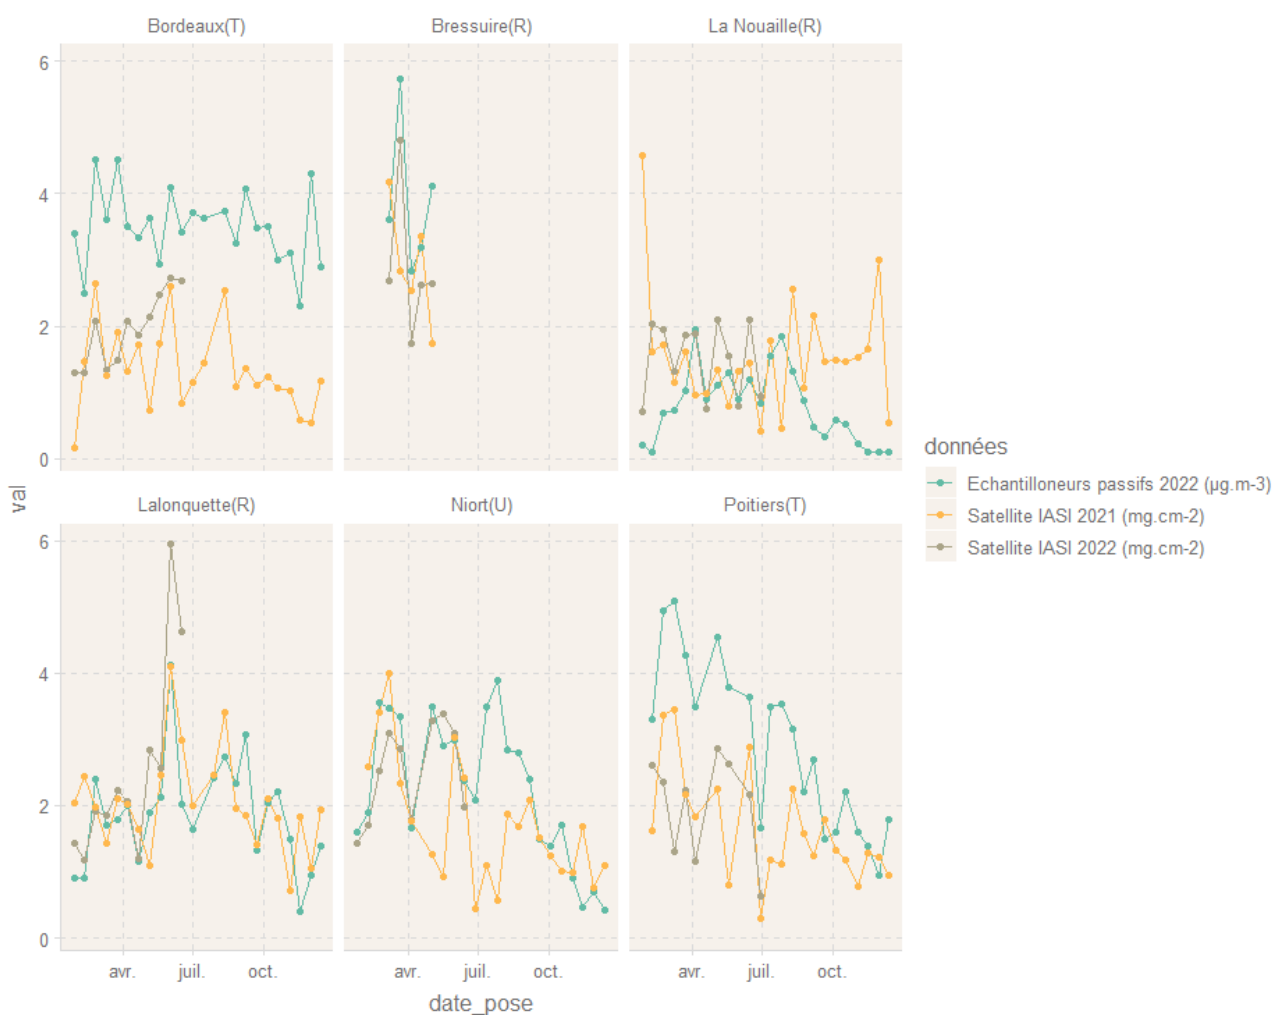 Bordeaux(T)
Bressuire(R)
La Nouaille(R)
6
4
2
0
val
Lalonquette(R)
Niort(U)
Poitiers(T)
6
4
2
0
avr.
juil.
oct.
avr.
juil.
oct.
avr.
juil.
oct.
date_pose
données
Echantilloneurs passifs 2022 (µg.m-3)
Satellite IASI 2021 (mg.cm-2)
Satellite IASI 2022 (mg.cm-2)